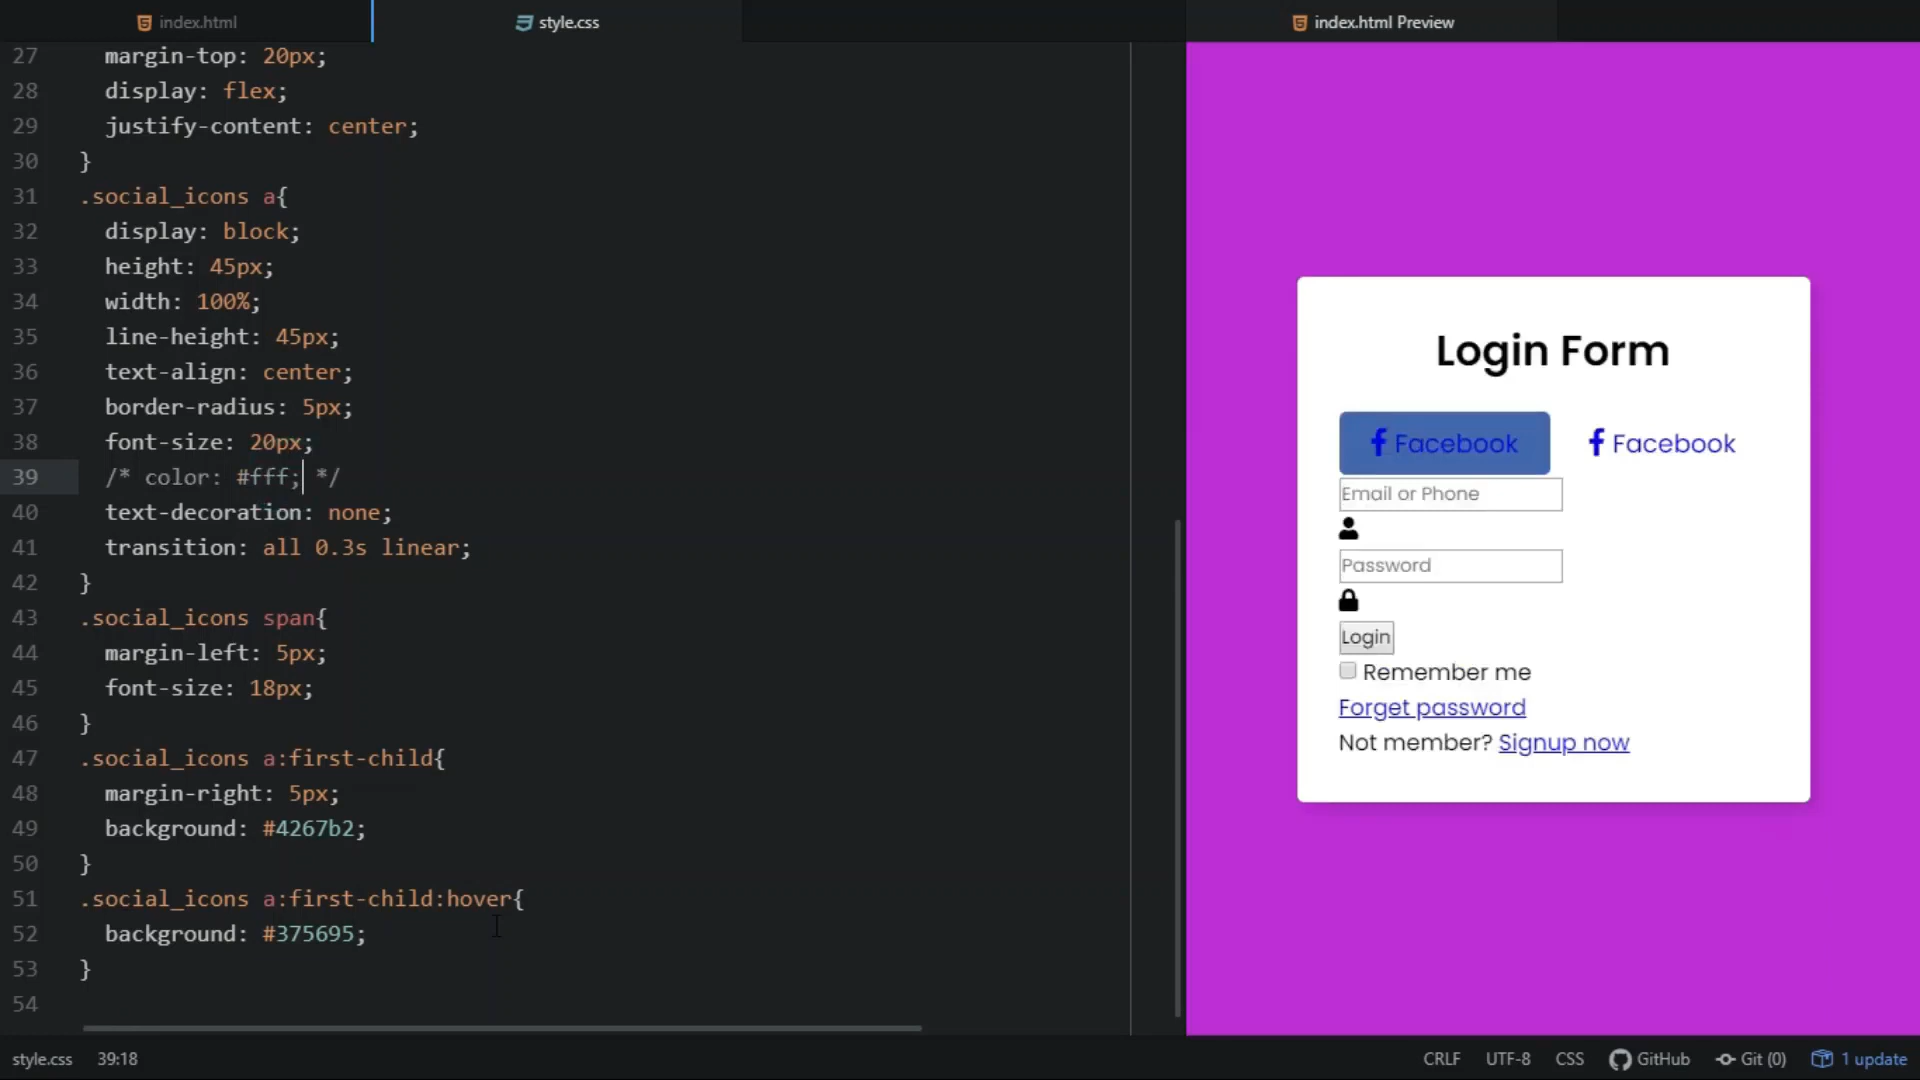 index.html
style.css
index.html Preview
27 margin-top: 20px;
28 display: flex;
29 justify-content: center;
30 }
31 .social_icons a{
32 display: block;
33 height: 45px;
34 width: 100%;
35 line-height: 45px;
36 text-align: center;
37 border-radius: 5px;
38 font-size: 20px;
39 /* color: #fff; */
40 text-decoration: none;
41 transition: all 0.3s linear;
42 }
43 .social_icons span{
44 margin-left: 5px;
45 font-size: 18px;
46 }
47 .social_icons a:first-child{
48 margin-right: 5px;
49 background: #4267b2;
50 }
51 .social_icons a:first-child:hover{
52 background: #375695;
53 }
54
Login Form
Facebook
Facebook
Email or Phone
Password
Login
Remember me
Forget password
Not member? Signup now
style.css 39:18
CRLF UTF-8 CSS GitHub Git (0) 1 update